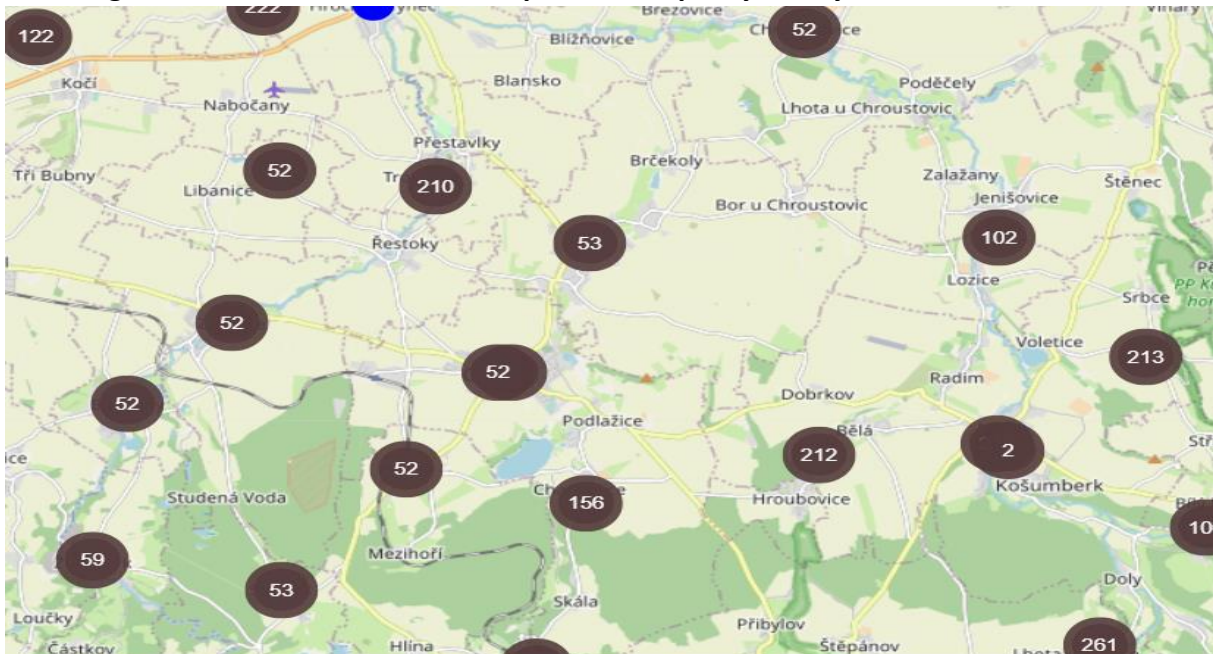 222
122
52
Březovice
Blížňovice
Kočí
Blansko
Poděčely
Nabočany
Lhota u Chroustovic
Přestavlky
52
210
Brčekoly
Tři Bubny
Libanice
Zalažany
Štěnec
Jenišovice
Bor u Chroustovic
Řestoky
53
102
Lozice
Srbce
52
Voletice
213
52
Radim
52
Dobrkov
Podlažice
Bělá
52
212
2
Košumberk
Studená Voda
156
Hroubovice
Mezihoří
59
53
Doly
Skála
Loučky
Přibylov
Hlína
Štěpánov
261
Částkov